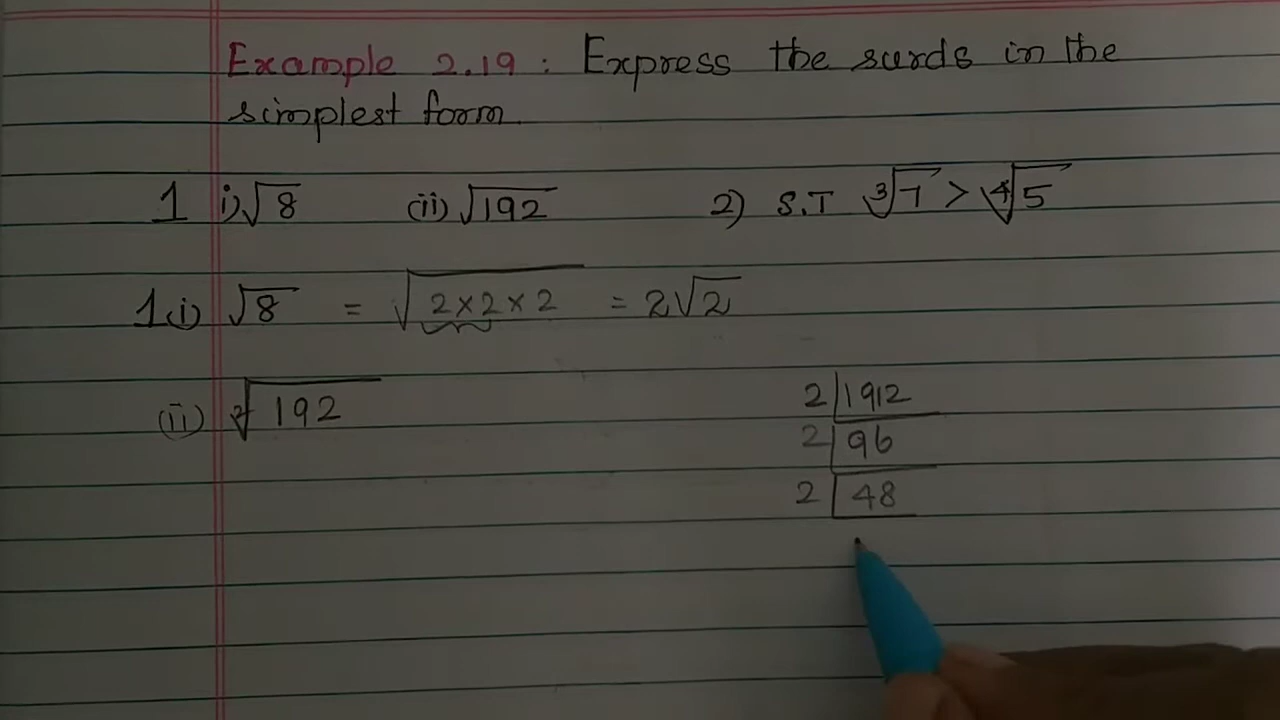 Example 2.19 : Express the surds in the
simplest form.
1 i) √8 (ii) √192 2) S.T ∛7 > ∜5
1(i) √8 = √2×2×2 = 2√2
(ii) ²√192
2 | 192
2 | 96
2 | 48